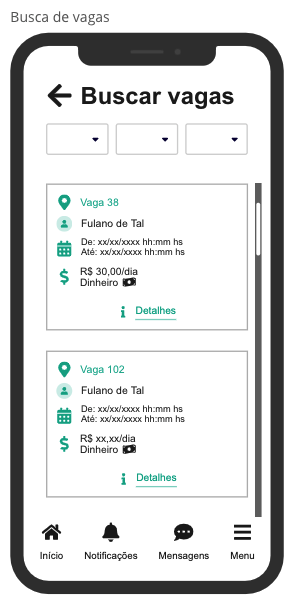 Busca de vagas
Buscar vagas
Vaga 38
Fulano de Tal
De: xx/xx/xxxx hh:mm hs
Até: xx/xx/xxxx hh:mm hs
R$ 30,00/dia
Dinheiro
Detalhes
Vaga 102
Fulano de Tal
De: xx/xx/xxxx hh:mm hs
Até: xx/xx/xxxx hh:mm hs
R$ xx,xx/dia
Dinheiro
Detalhes
Início Notificações Mensagens Menu